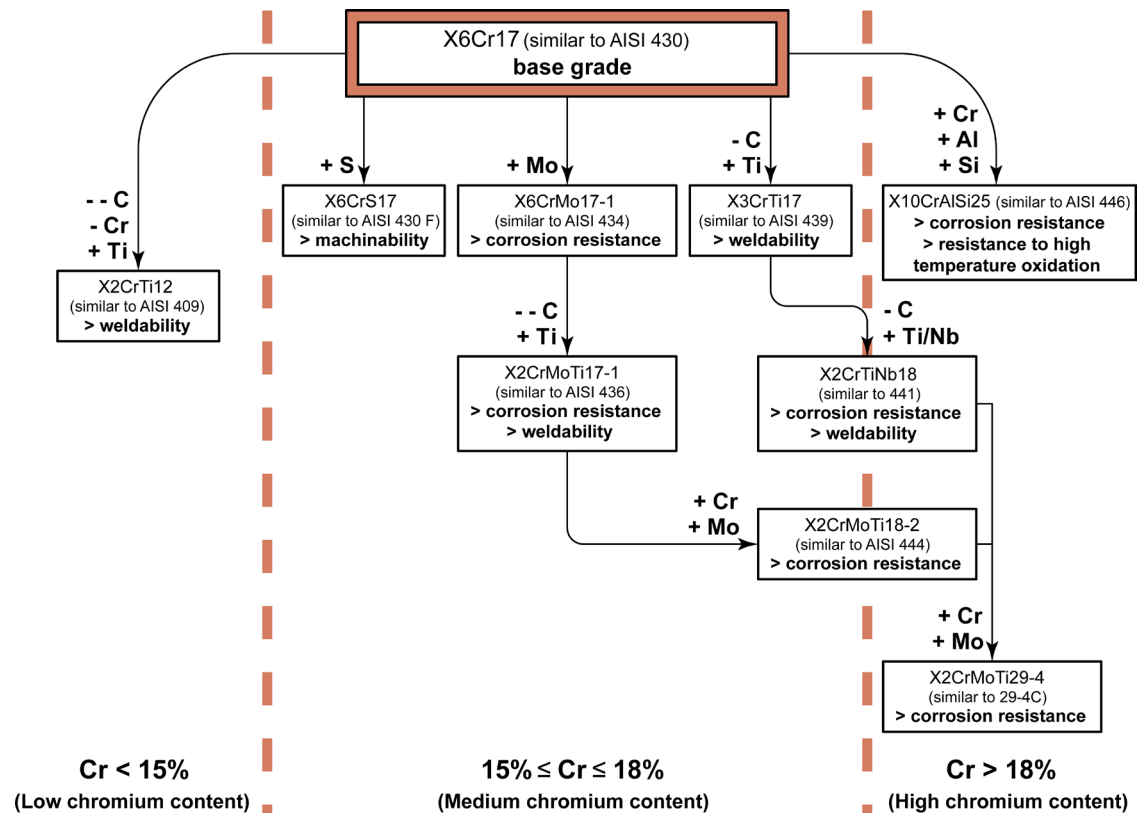 X6Cr17 (similar to AISI 430)
base grade
- - C
- Cr
+ Ti
+ S
+ Mo
- C
+ Ti
+ Cr
+ Al
+ Si
X2CrTi12
(similar to AISI 409)
> weldability
X6CrS17
(similar to AISI 430 F)
> machinability
X6CrMo17-1
(similar to AISI 434)
> corrosion resistance
X3CrTi17
(similar to AISI 439)
> weldability
X10CrAlSi25 (similar to AISI 446)
> corrosion resistance
> resistance to high
temperature oxidation
- - C
+ Ti
- C
+ Ti/Nb
X2CrMoTi17-1
(similar to AISI 436)
> corrosion resistance
> weldability
X2CrTiNb18
(similar to 441)
> corrosion resistance
> weldability
+ Cr
+ Mo
X2CrMoTi18-2
(similar to AISI 444)
> corrosion resistance
+ Cr
+ Mo
X2CrMoTi29-4
(similar to 29-4C)
> corrosion resistance
Cr < 15%
(Low chromium content)
15% ≤ Cr ≤ 18%
(Medium chromium content)
Cr > 18%
(High chromium content)